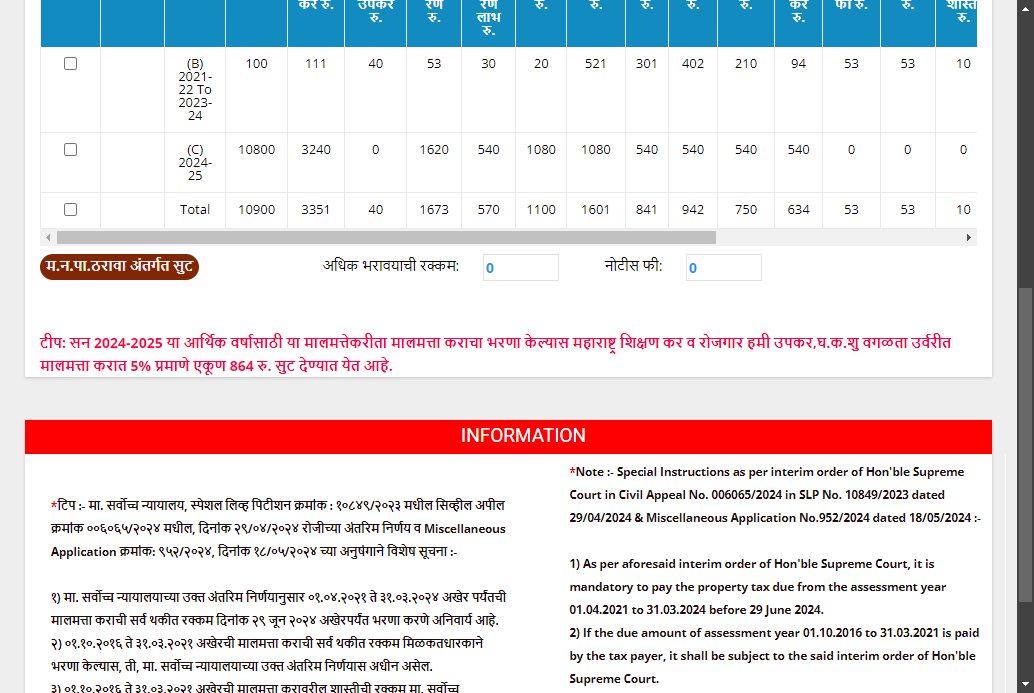 कर रु. उपकर रु. रण रु. रण लाभ रु. रु. रु. रु. रु. रु. कर रु. फी रु. रु. शास्त रु.
(B) 2021-22 To 2023-24 100 111 40 53 30 20 521 301 402 210 94 53 53 10
(C) 2024-25 10800 3240 0 1620 540 1080 1080 540 540 540 540 0 0 0
Total 10900 3351 40 1673 570 1100 1601 841 942 750 634 53 53 10
म.न.पा.ठरावा अंतर्गत सुट अधिक भरावयाची रक्कम: 0 नोटीस फी: 0
टीप: सन 2024-2025 या आर्थिक वर्षासाठी या मालमत्तेकरीता मालमत्ता कराचा भरणा केल्यास महाराष्ट्र शिक्षण कर व रोजगार हमी उपकर,घ.क.शु वगळता उर्वरीत
मालमत्ता करात 5% प्रमाणे एकूण 864 रु. सुट देण्यात येत आहे.
INFORMATION
*टिप :- मा. सर्वोच्च न्यायालय, स्पेशल लिव्ह पिटीशन क्रमांक : १०८४९/२०२३ मधील सिव्हील अपील
क्रमांक ००६०६५/२०२४ मधील, दिनांक २९/०४/२०२४ रोजीच्या अंतरिम निर्णय व Miscellaneous
Application क्रमांक: ९५२/२०२४, दिनांक १८/०५/२०२४ च्या अनुषंगाने विशेष सूचना :-
१) मा. सर्वोच्च न्यायालयाच्या उक्त अंतरिम निर्णयानुसार ०१.०४.२०२१ ते ३१.०३.२०२४ अखेर पर्यंतची
मालमत्ता कराची सर्व थकीत रक्कम दिनांक २९ जून २०२४ अखेरपर्यंत भरणा करणे अनिवार्य आहे.
२) ०१.१०.२०१६ ते ३१.०३.२०२१ अखेरची मालमत्ता कराची सर्व थकीत रक्कम मिळकतधारकाने
भरणा केल्यास, ती, मा. सर्वोच्च न्यायालयाच्या उक्त अंतरिम निर्णयास अधीन असेल.
३) ०१.१०.२०१६ ते ३१.०३.२०२१ अखेरची मालमत्ता करावरील शास्तीची रक्कम मा. सर्वोच्च
*Note :- Special Instructions as per interim order of Hon'ble Supreme
Court in Civil Appeal No. 006065/2024 in SLP No. 10849/2023 dated
29/04/2024 & Miscellaneous Application No.952/2024 dated 18/05/2024 :-
1) As per aforesaid interim order of Hon'ble Supreme Court, it is
mandatory to pay the property tax due from the assessment year
01.04.2021 to 31.03.2024 before 29 June 2024.
2) If the due amount of assessment year 01.10.2016 to 31.03.2021 is paid
by the tax payer, it shall be subject to the said interim order of Hon'ble
Supreme Court.